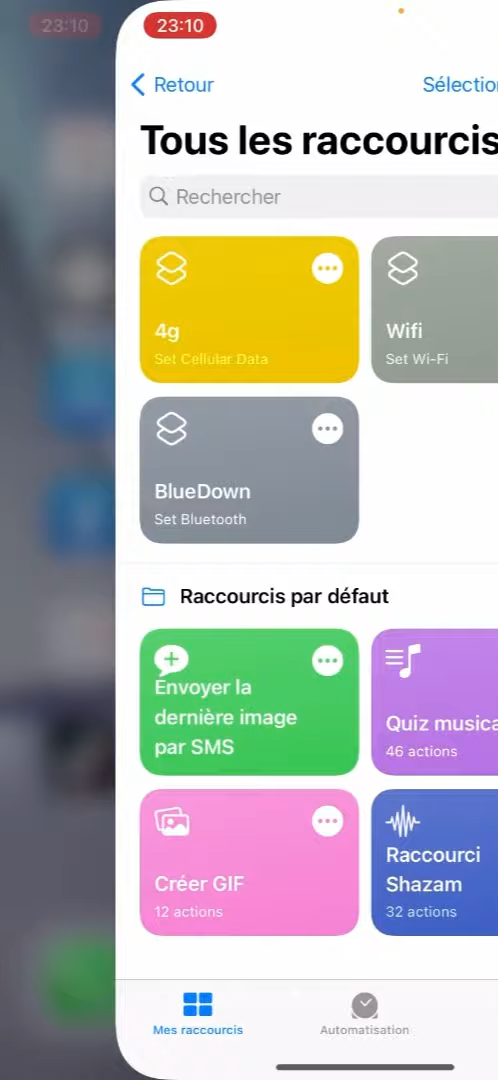 23:10
23:10
Retour
Sélectio
Tous les raccourcis
Rechercher
4g
Set Cellular Data
Wifi
Set Wi-Fi
BlueDown
Set Bluetooth
Raccourcis par défaut
Envoyer la
dernière image
par SMS
Quiz musica
46 actions
Créer GIF
12 actions
Raccourci
Shazam
32 actions
Mes raccourcis
Automatisation